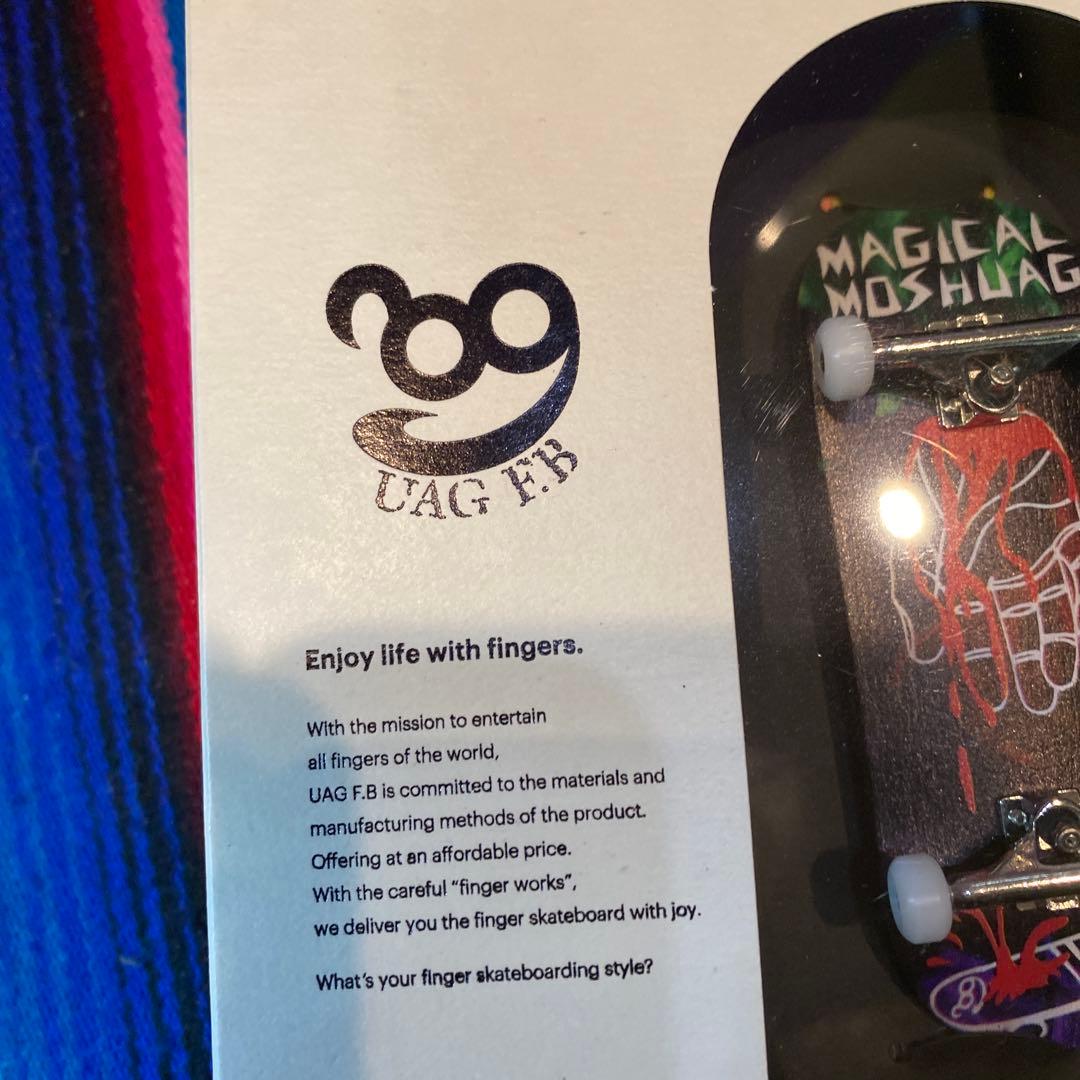 UAG F.B
Enjoy life with fingers.
With the mission to entertain
all fingers of the world,
UAG F.B is committed to the materials and
manufacturing methods of the product.
Offering at an affordable price.
With the careful “finger works”,
we deliver you the finger skateboard with joy.
What's your finger skateboarding style?
MAGICAL
MOSHUAG